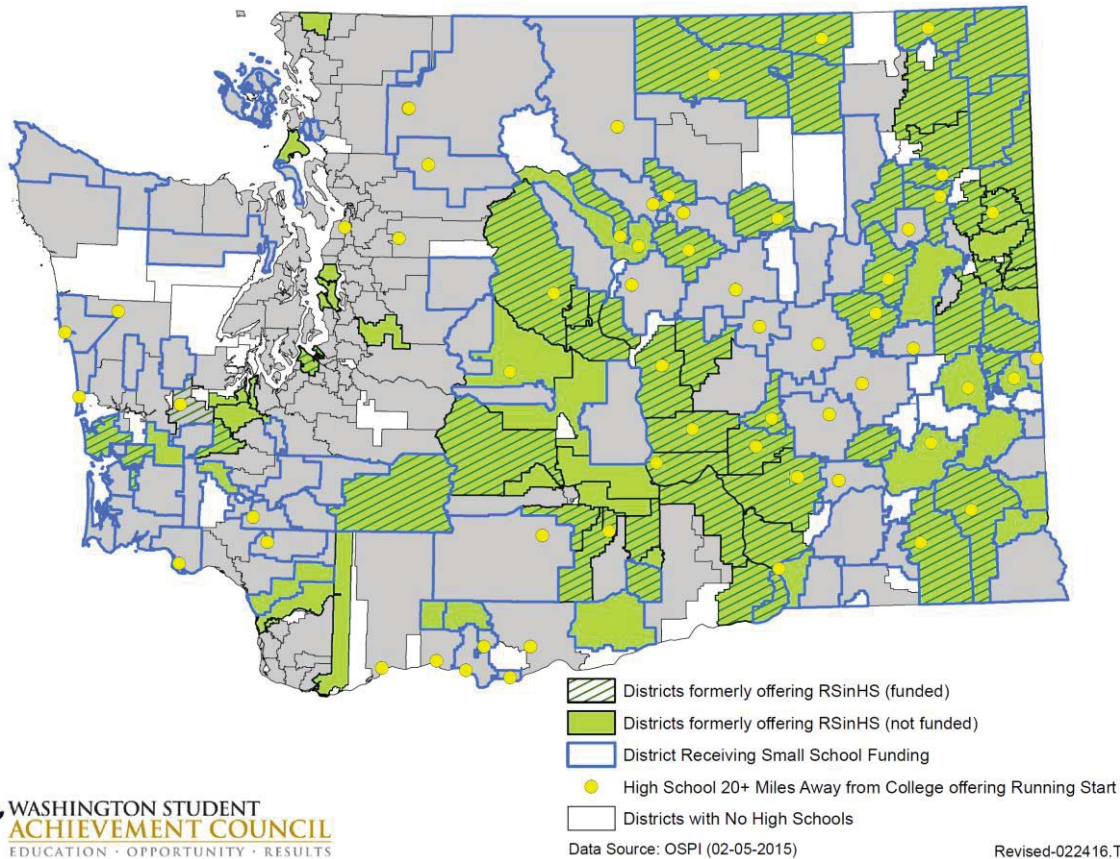 Districts formerly offering RSinHS (funded)
Districts formerly offering RSinHS (not funded)
District Receiving Small School Funding
High School 20+ Miles Away from College offering Running Start
Districts with No High Schools
Data Source: OSPI (02-05-2015)
Revised-022416.T
WASHINGTON STUDENT
ACHIEVEMENT COUNCIL
EDUCATION · OPPORTUNITY · RESULTS